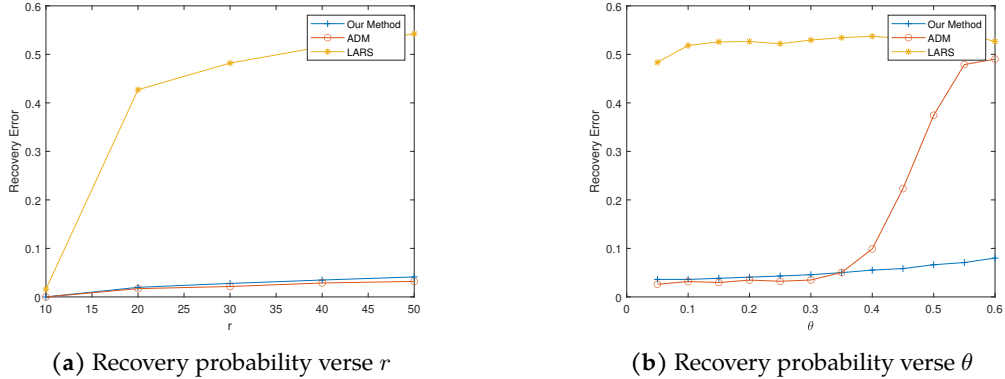 0.6
0.5
0.4
0.3
0.2
0.1
0
Recovery Error
10 15 20 25 30 35 40 45 50
r
Our Method
ADM
LARS
(a) Recovery probability verse r
0.6
0.5
0.4
0.3
0.2
0.1
0
Recovery Error
0 0.1 0.2 0.3 0.4 0.5 0.6
θ
Our Method
ADM
LARS
(b) Recovery probability verse θ